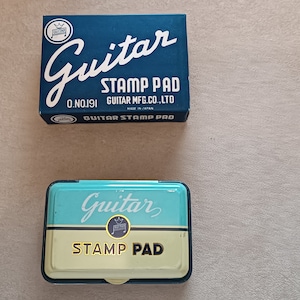 Guitar
STAMP PAD
O.NO.191
GUITAR MFG.CO.,LTD
MADE IN JAPAN
GUITAR STAMP PAD
Guitar
STAMP PAD